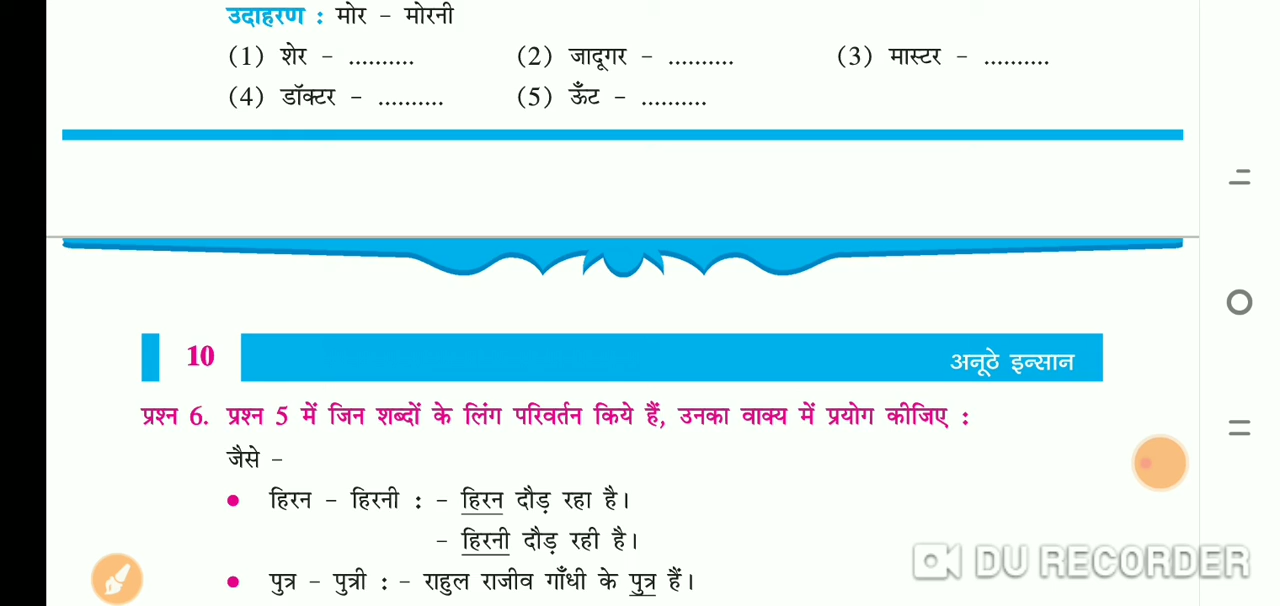 उदाहरण : मोर - मोरनी
(1) शेर - .......... (2) जादूगर - .......... (3) मास्टर - ..........
(4) डॉक्टर - .......... (5) ऊँट - ..........
10 अनूठे इन्सान
प्रश्न 6. प्रश्न 5 में जिन शब्दों के लिंग परिवर्तन किये हैं, उनका वाक्य में प्रयोग कीजिए :
जैसे -
• हिरन - हिरनी : - हिरन दौड़ रहा है।
- हिरनी दौड़ रही है।
• पुत्र - पुत्री : - राहुल राजीव गाँधी के पुत्र हैं।
DU RECORDER